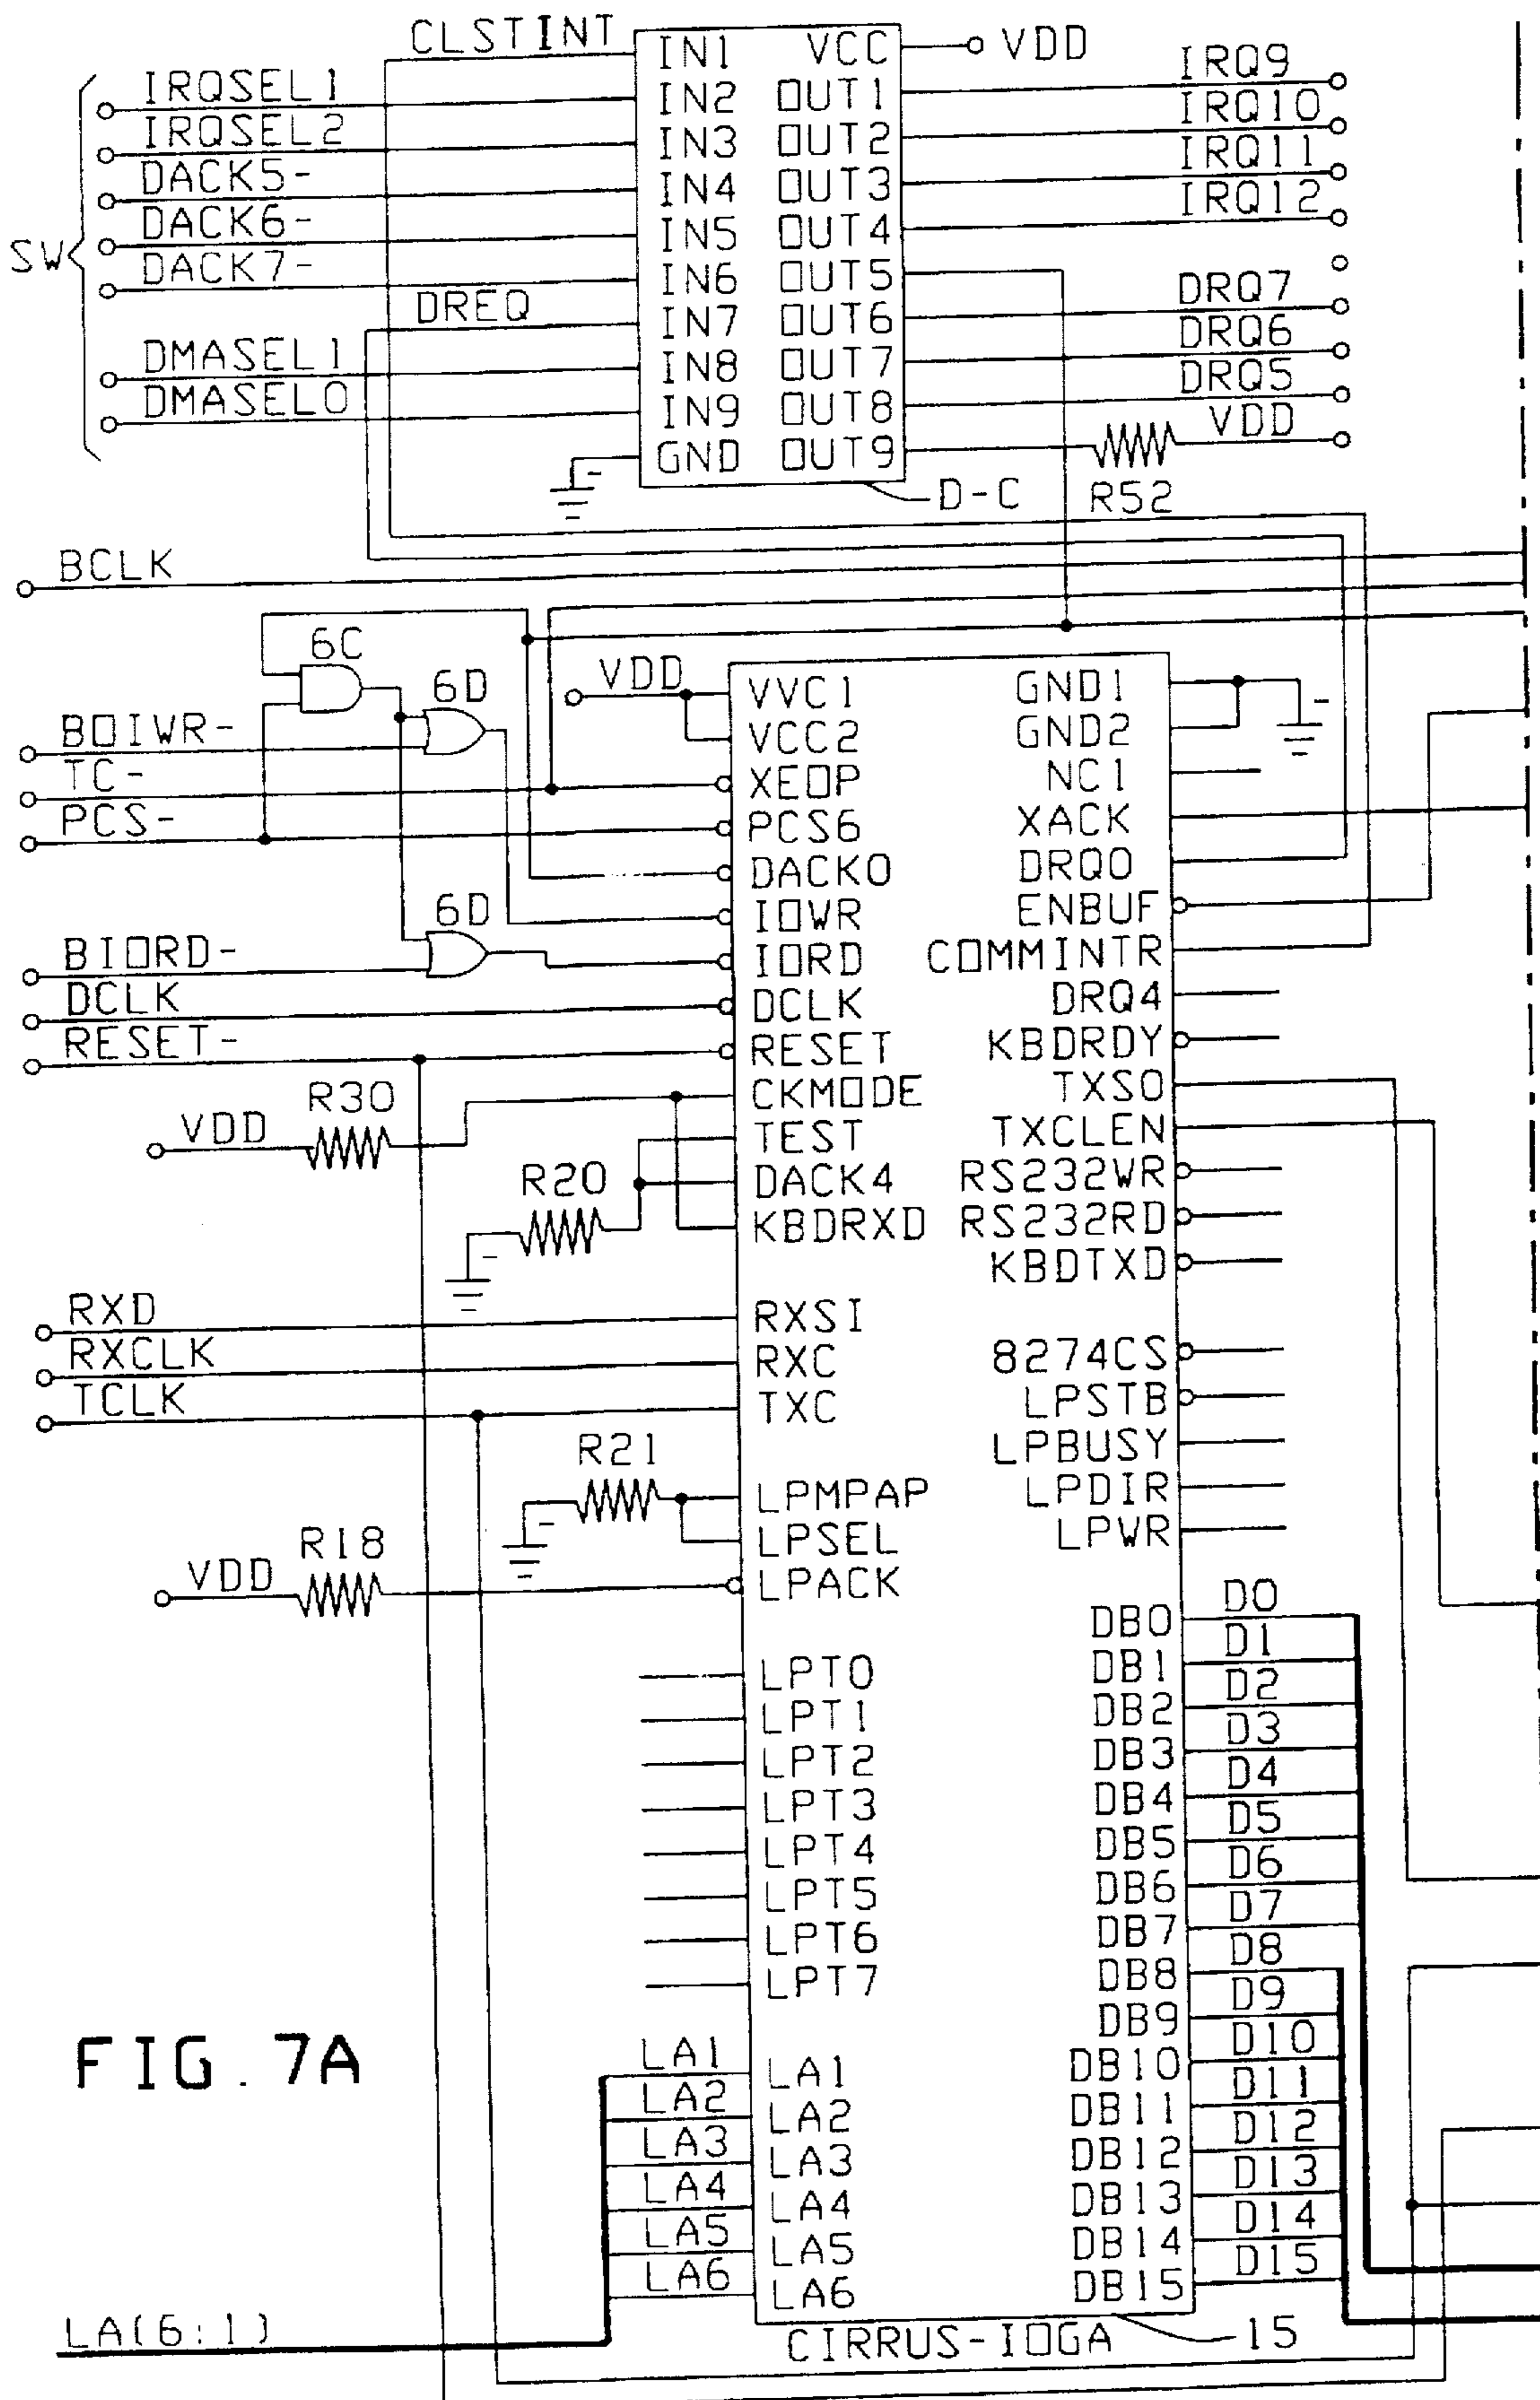 CLSTINT
IN1 VCC VDD
IRQSEL1 IN2 OUT1 IRQ9
IRQSEL2 IN3 OUT2 IRQ10
DACK5- IN4 OUT3 IRQ11
DACK6- IN5 OUT4 IRQ12
SW
DACK7- IN6 OUT5
DREQ IN7 OUT6 DRQ7
DMASEL1 IN8 OUT7 DRQ6
DMASEL0 IN9 OUT8 DRQ5
GND OUT9 VDD
D-C R52
BCLK
6C
6D
VDD VVC1 GND1
BOIWR- VCC2 GND2
TC- XEOP NC1
PCS- PCS6 XACK
DACK0 DRQ0
6D IOWR ENBUF
BIORD- IORD COMMINTR
DCLK DCLK DRQ4
RESET- RESET KBDRDY
R30 CKMODE TXSO
VDD TEST TXCLEN
R20 DACK4 RS232WR
KBDRXD RS232RD
KBDTXD
RXD RXSI
RXCLK RXC 8274CS
TCLK TXC LPSTB
R21 LPBUSY
LPMPAP LPDIR
R18 LPSEL LPWR
VDD LPACK
DB0 D0
LPT0 DB1 D1
LPT1 DB2 D2
LPT2 DB3 D3
LPT3 DB4 D4
LPT4 DB5 D5
LPT5 DB6 D6
LPT6 DB7 D7
LPT7 DB8 D8
DB9 D9
FIG. 7A
LA1 LA1 DB10 D10
LA2 LA2 DB11 D11
LA3 LA3 DB12 D12
LA4 LA4 DB13 D13
LA5 LA5 DB14 D14
LA6 LA6 DB15 D15
LA(6:1)
CIRRUS-IOGA 15